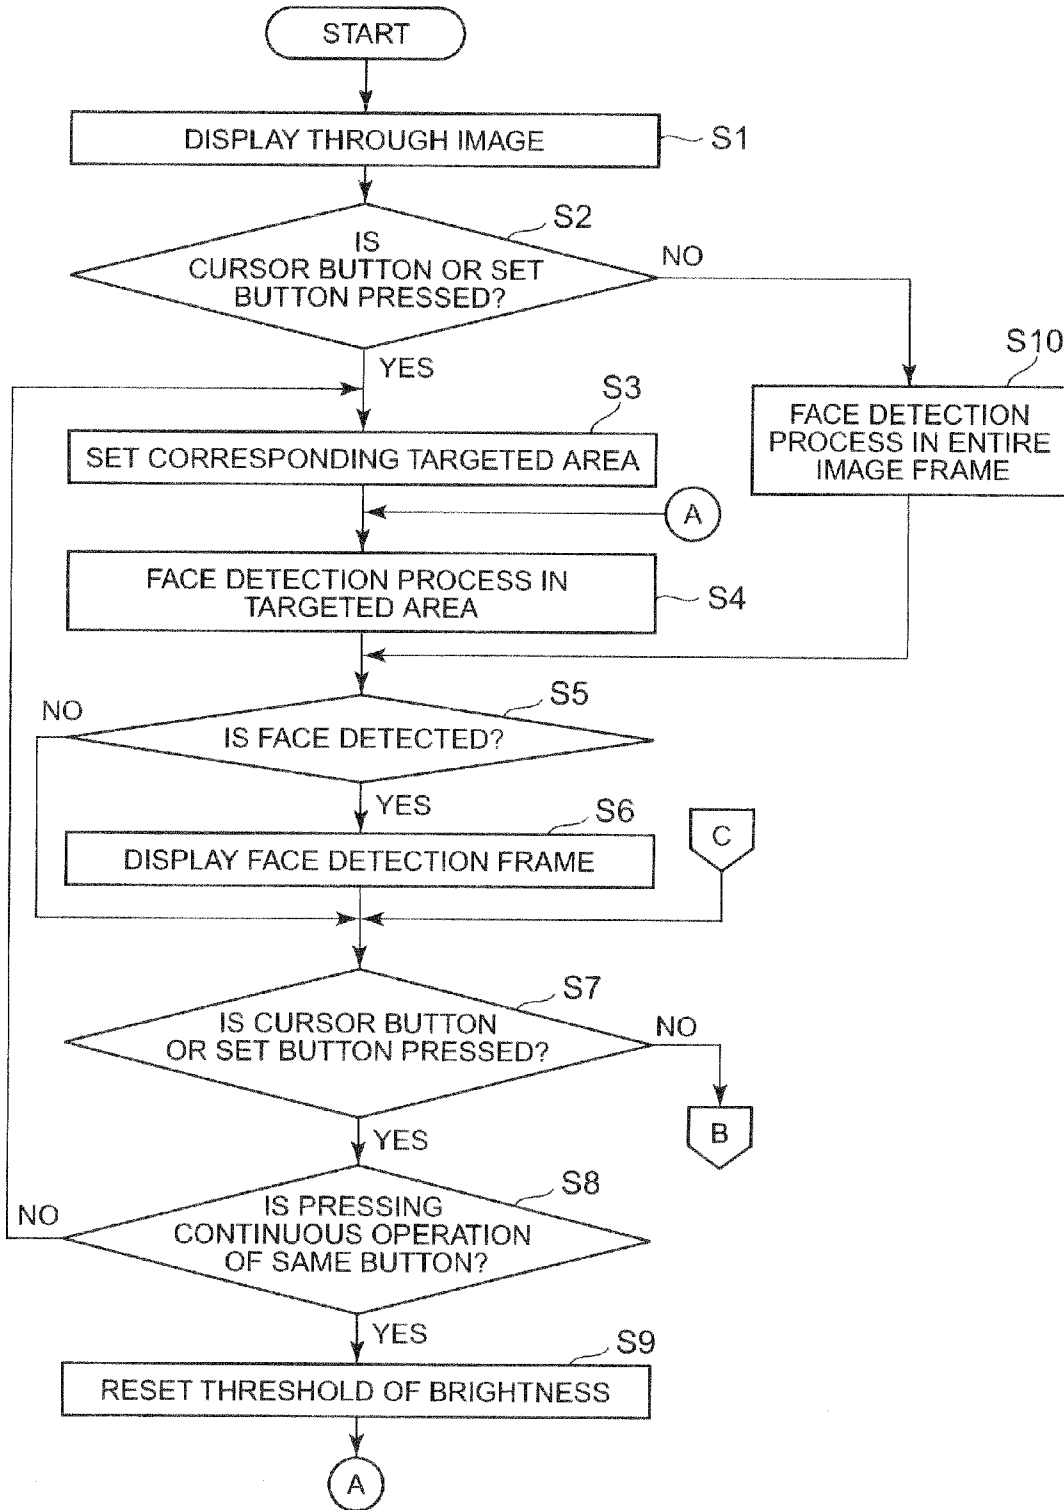 START
DISPLAY THROUGH IMAGE
S1
S2
IS
CURSOR BUTTON OR SET
BUTTON PRESSED?
NO
YES
S10
FACE DETECTION
PROCESS IN ENTIRE
IMAGE FRAME
S3
SET CORRESPONDING TARGETED AREA
A
FACE DETECTION PROCESS IN
TARGETED AREA
S4
S5
NO
IS FACE DETECTED?
YES
S6
C
DISPLAY FACE DETECTION FRAME
S7
IS CURSOR BUTTON
OR SET BUTTON PRESSED?
NO
B
YES
S8
IS PRESSING
CONTINUOUS OPERATION
OF SAME BUTTON?
NO
YES
S9
RESET THRESHOLD OF BRIGHTNESS
A